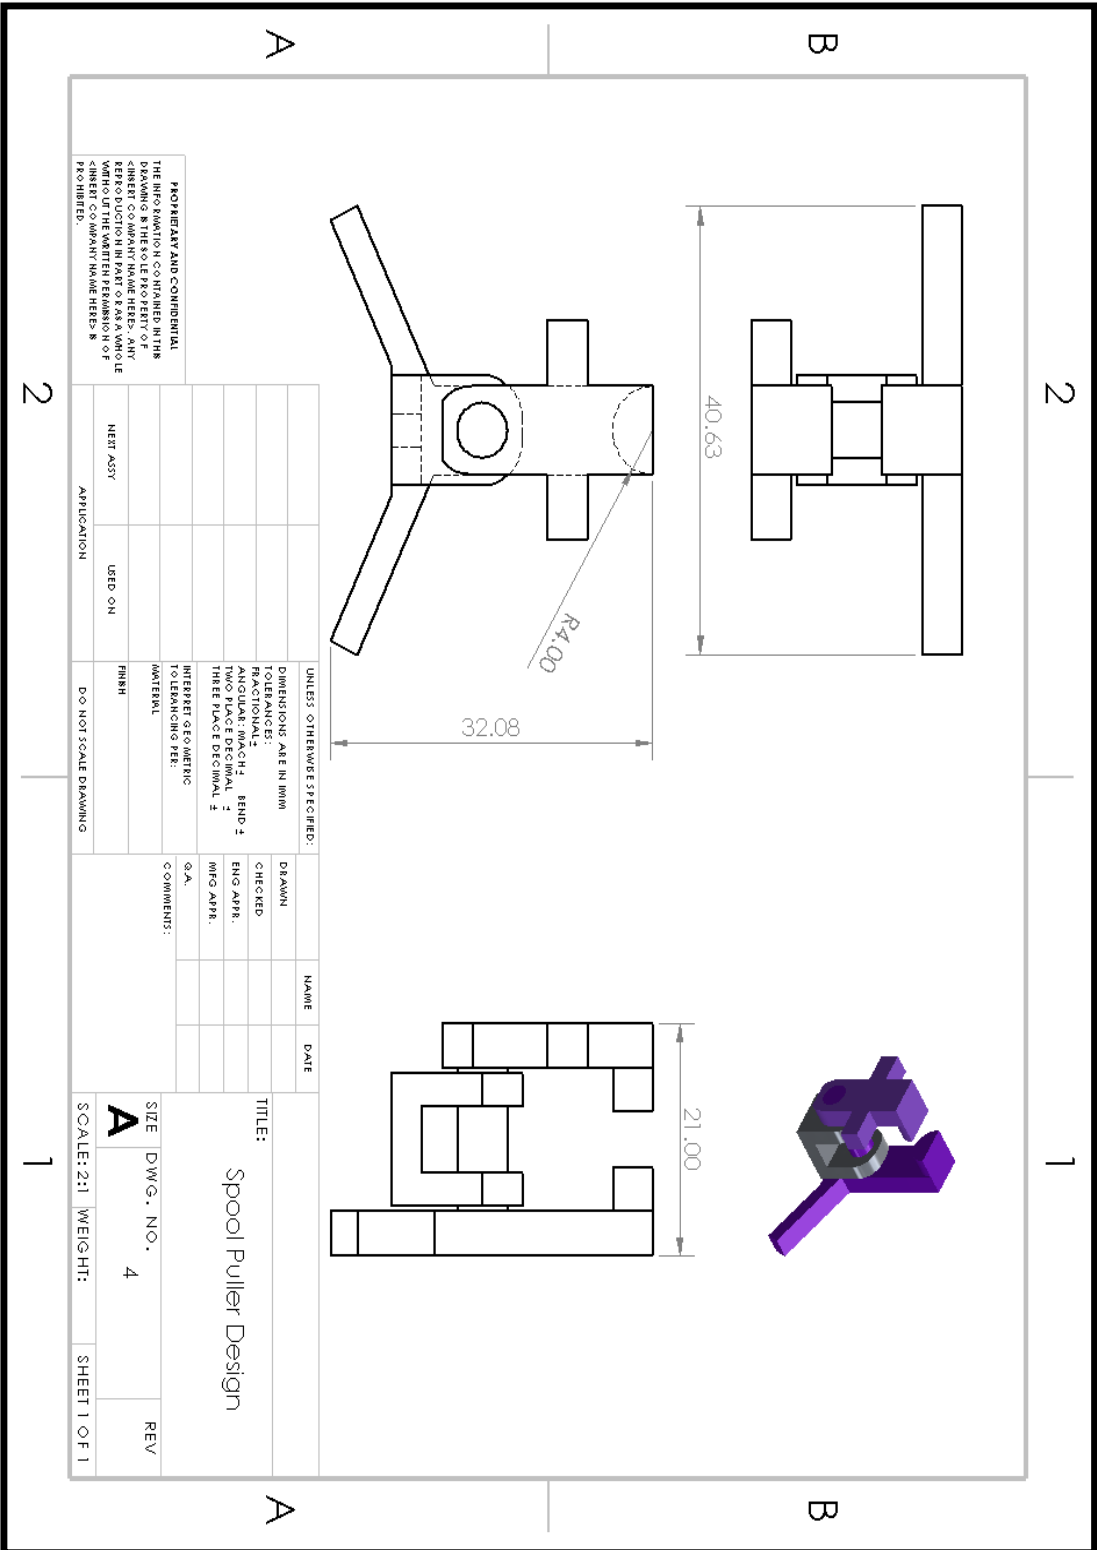 2
1
B
B
A
A
2
1
40.63
R4.00
32.08
21.00
PROPRIETARY AND CONFIDENTIAL
THE INFORMATION CONTAINED IN THIS
DRAWING IS THE SOLE PROPERTY OF
<INSERT COMPANY NAME HERE>. ANY
REPRODUCTION IN PART OR AS A WHOLE
WITHOUT THE WRITTEN PERMISSION OF
<INSERT COMPANY NAME HERE> IS
PROHIBITED.
NEXT ASSY
USED ON
APPLICATION
UNLESS OTHERWISE SPECIFIED:
DIMENSIONS ARE IN MM
TOLERANCES:
FRACTIONAL±
ANGULAR: MACH± BEND ±
TWO PLACE DECIMAL ±
THREE PLACE DECIMAL ±
INTERPRET GEOMETRIC
TOLERANCING PER:
MATERIAL
FINISH
DO NOT SCALE DRAWING
NAME
DATE
DRAWN
CHECKED
ENG APPR.
MFG APPR.
Q.A.
COMMENTS:
TITLE:
Spool Puller Design
SIZE
A
DWG. NO.
4
REV
SCALE: 2:1
WEIGHT:
SHEET 1 OF 1